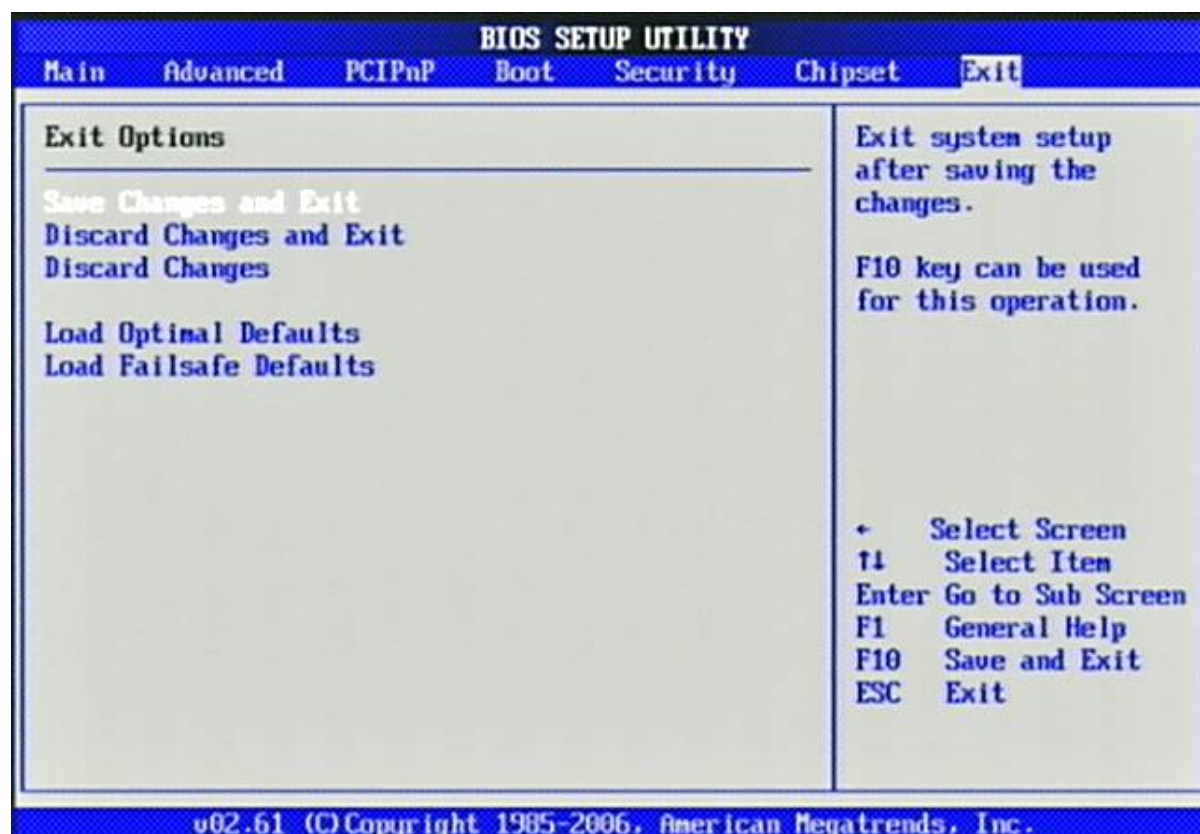 BIOS SETUP UTILITY
Main Advanced PCIPnP Boot Security Chipset Exit
Exit Options
Save Changes and Exit
Discard Changes and Exit
Discard Changes
Load Optimal Defaults
Load Failsafe Defaults
Exit system setup
after saving the
changes.
F10 key can be used
for this operation.
← Select Screen
↑↓ Select Item
Enter Go to Sub Screen
F1 General Help
F10 Save and Exit
ESC Exit
v02.61 (C)Copyright 1985-2006, American Megatrends, Inc.